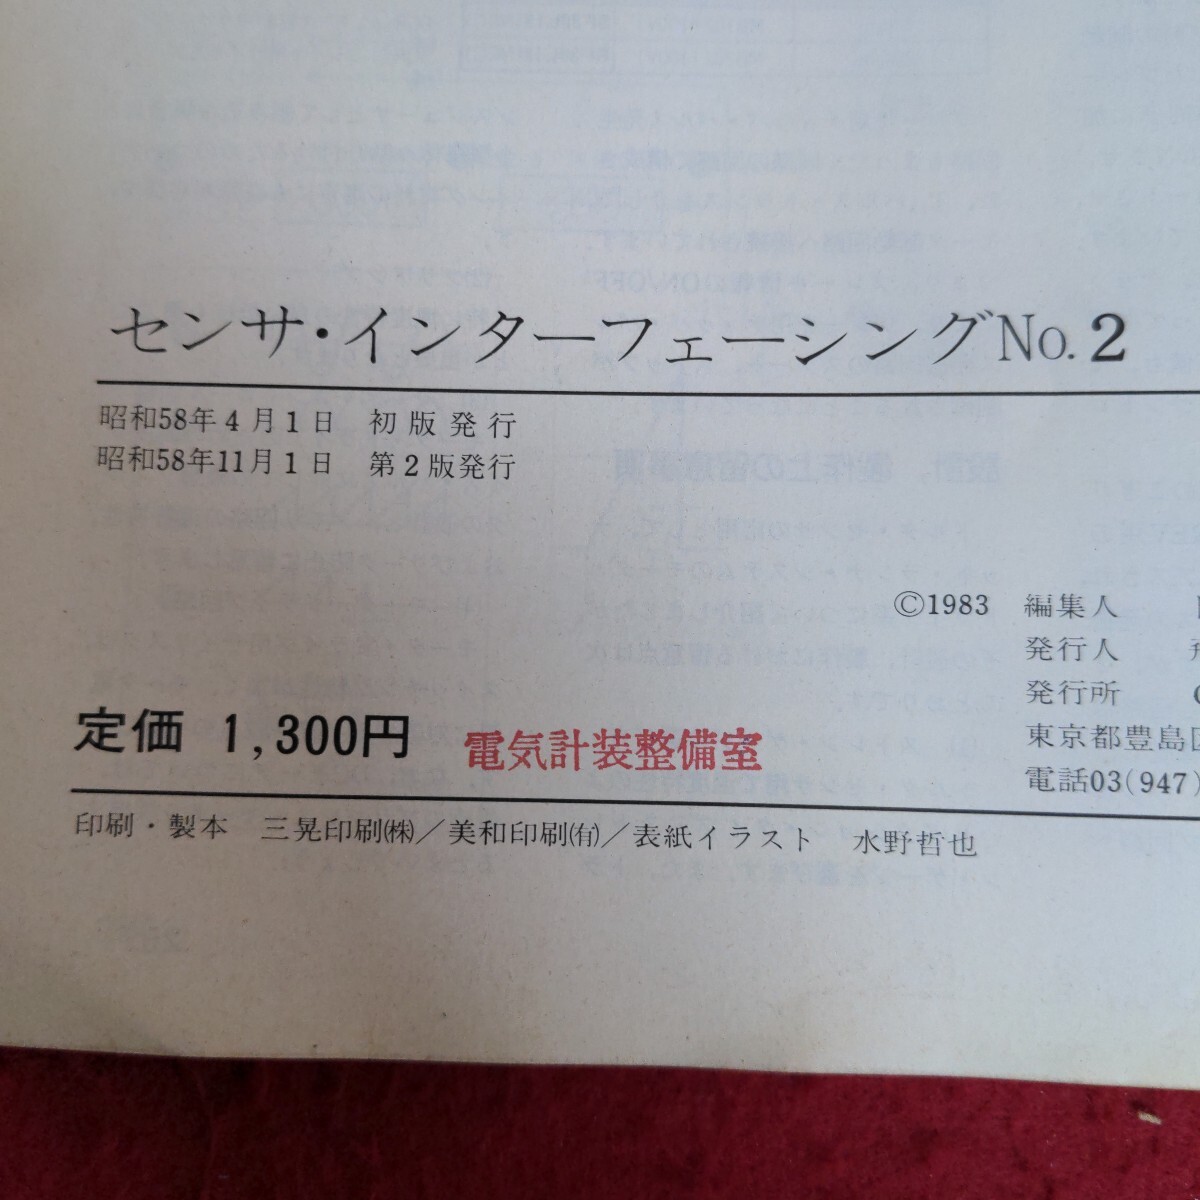 センサ・インターフェーシングNo.2
昭和58年4月1日 初版発行
昭和58年11月1日 第2版発行
©1983 編集人
発行人
発行所
東京都豊島区
電話03(947)
定価 1,300円
電気計装整備室
印刷・製本 三晃印刷㈱／美和印刷㈲／表紙イラスト 水野哲也